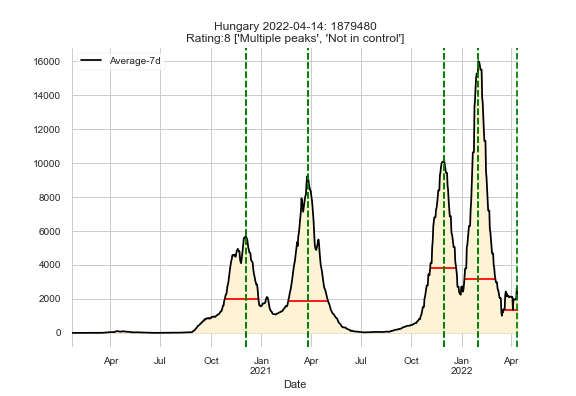 Hungary 2022-04-14: 1879480
Rating:8 ['Multiple peaks', 'Not in control']
Average-7d
16000
14000
12000
10000
8000
6000
4000
2000
0
Apr Jul Oct Jan Apr Jul Oct Jan Apr
2021 2022
Date